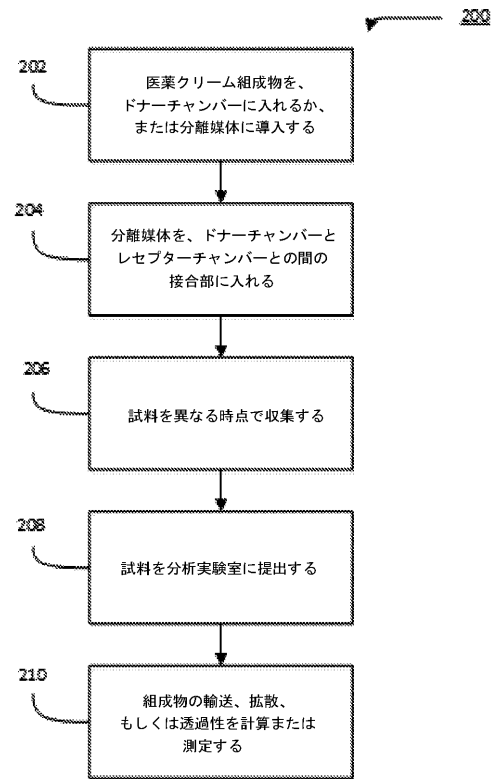 200
202
医薬クリーム組成物を、
ドナーチャンバーに入れるか、
または分離媒体に導入する
204
分離媒体を、ドナーチャンバーと
レセプターチャンバーとの間の
接合部に入れる
206
試料を異なる時点で収集する
208
試料を分析実験室に提出する
210
組成物の輸送、拡散、
もしくは透過性を計算または
測定する